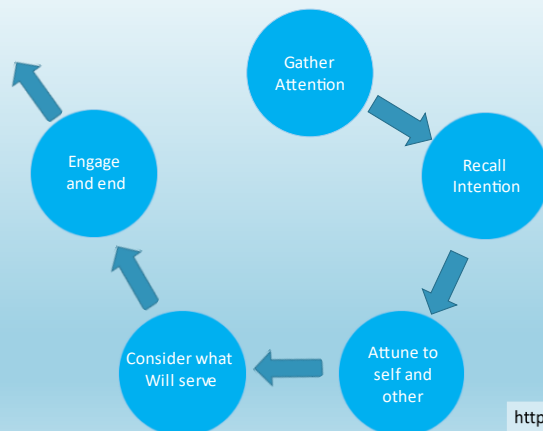 Gather
Attention
Recall
Intention
Attune to
self and
other
Consider what
Will serve
Engage
and end
http